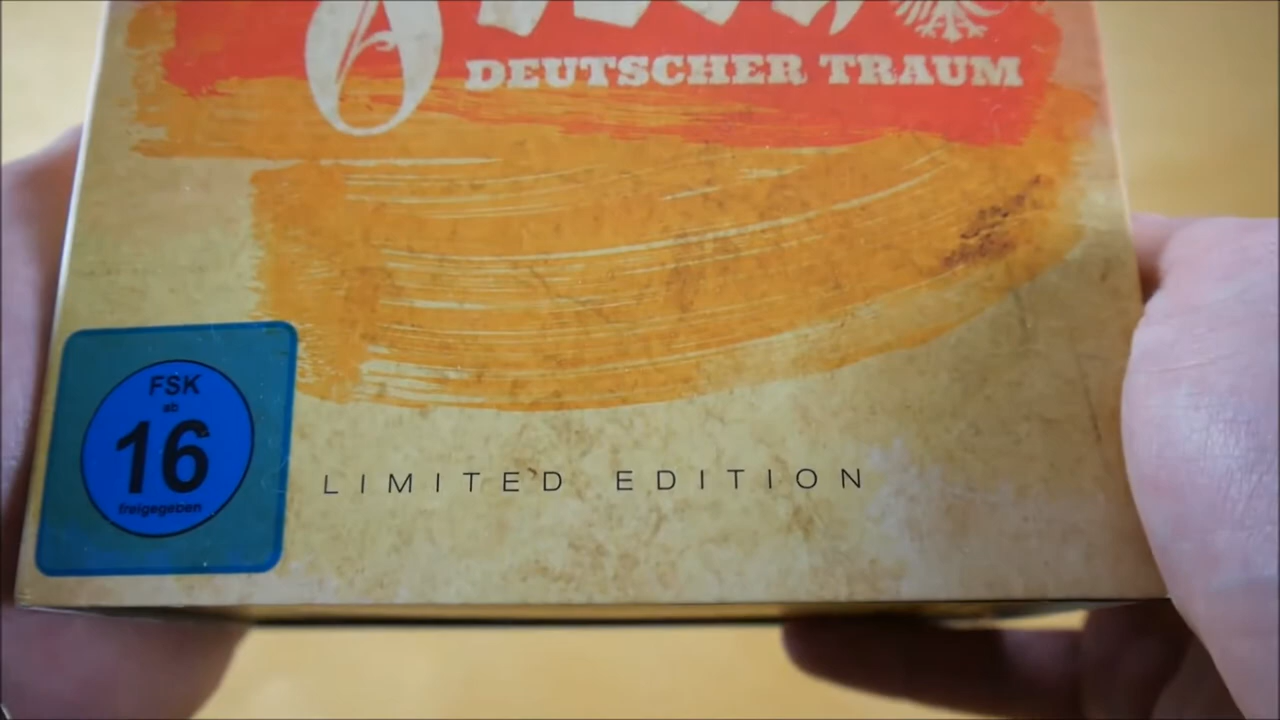 DEUTSCHER TRAUM
FSK
ab
16
freigegeben
LIMITED EDITION